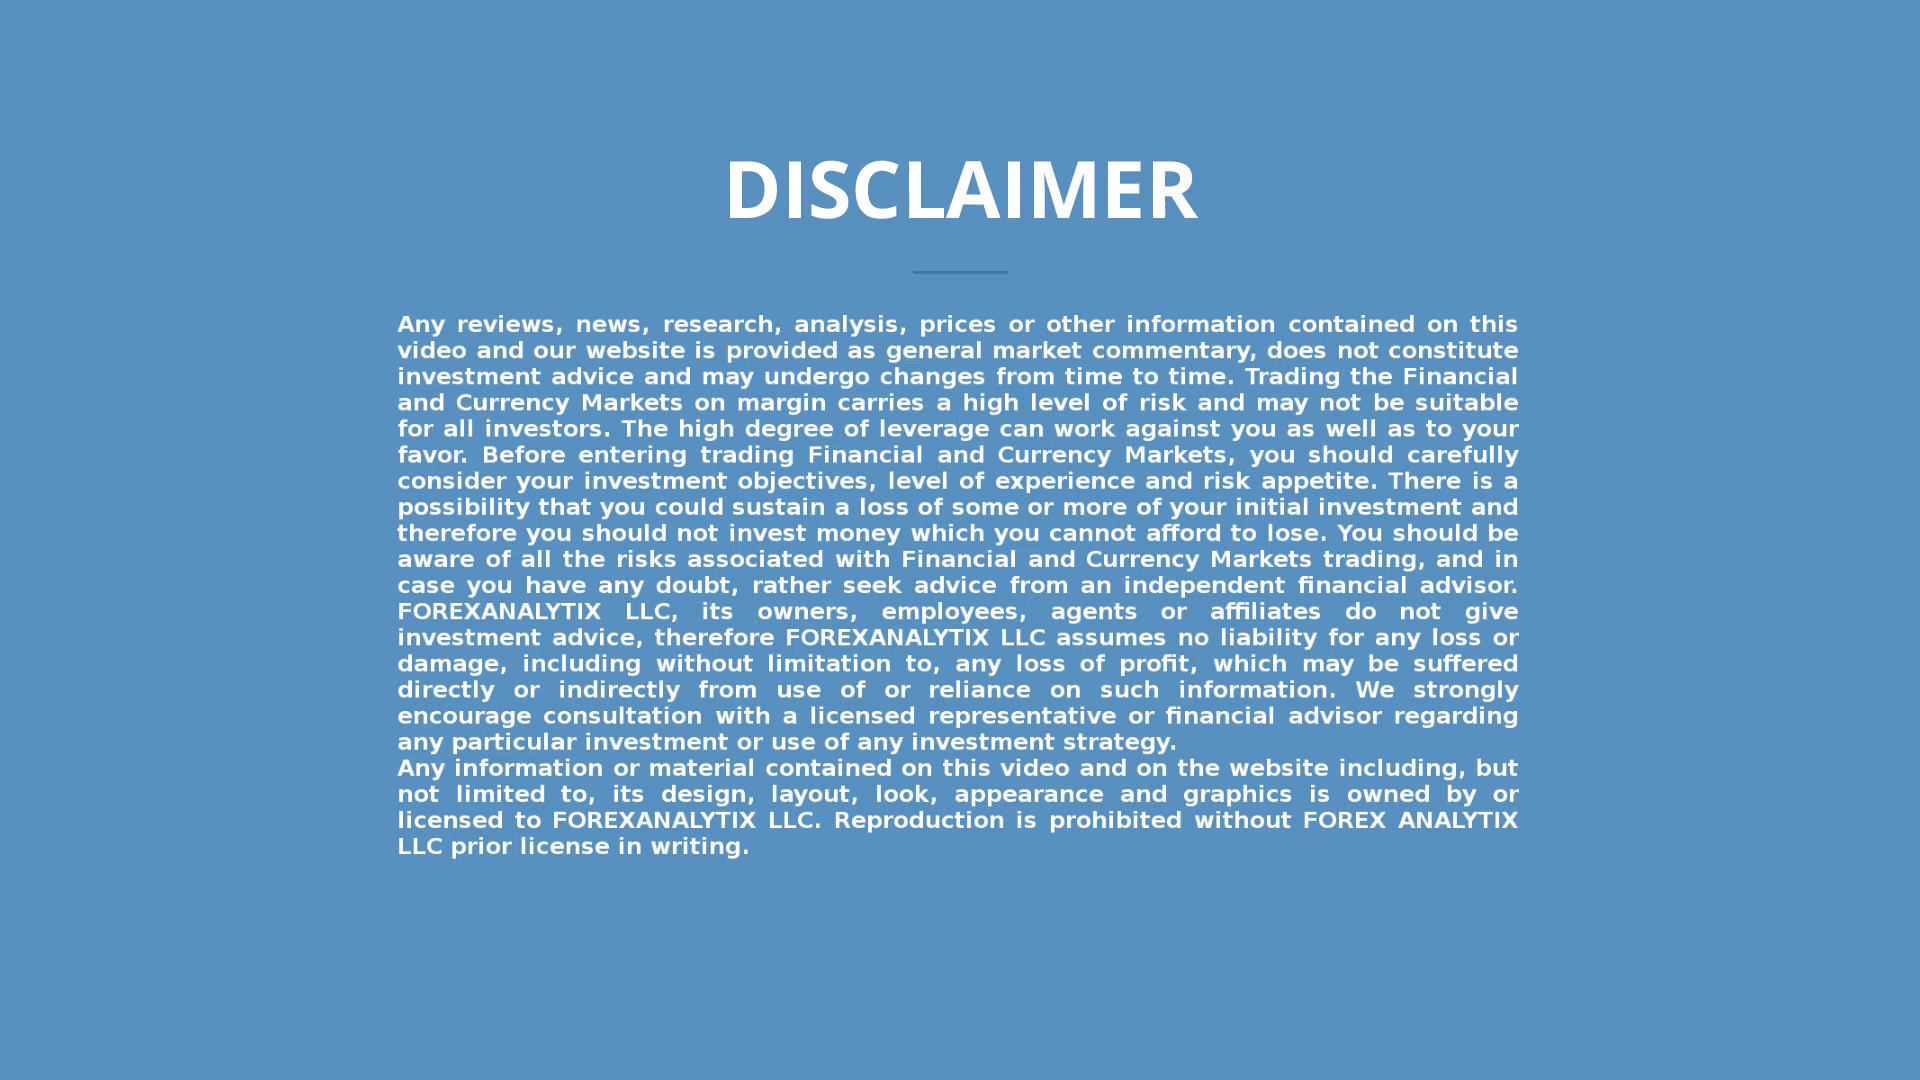 DISCLAIMER
Any reviews, news, research, analysis, prices or other information contained on this
video and our website is provided as general market commentary, does not constitute
investment advice and may undergo changes from time to time. Trading the Financial
and Currency Markets on margin carries a high level of risk and may not be suitable
for all investors. The high degree of leverage can work against you as well as to your
favor. Before entering trading Financial and Currency Markets, you should carefully
consider your investment objectives, level of experience and risk appetite. There is a
possibility that you could sustain a loss of some or more of your initial investment and
therefore you should not invest money which you cannot afford to lose. You should be
aware of all the risks associated with Financial and Currency Markets trading, and in
case you have any doubt, rather seek advice from an independent financial advisor.
FOREXANALYTIX LLC, its owners, employees, agents or affiliates do not give
investment advice, therefore FOREXANALYTIX LLC assumes no liability for any loss or
damage, including without limitation to, any loss of profit, which may be suffered
directly or indirectly from use of or reliance on such information. We strongly
encourage consultation with a licensed representative or financial advisor regarding
any particular investment or use of any investment strategy.
Any information or material contained on this video and on the website including, but
not limited to, its design, layout, look, appearance and graphics is owned by or
licensed to FOREXANALYTIX LLC. Reproduction is prohibited without FOREX ANALYTIX
LLC prior license in writing.